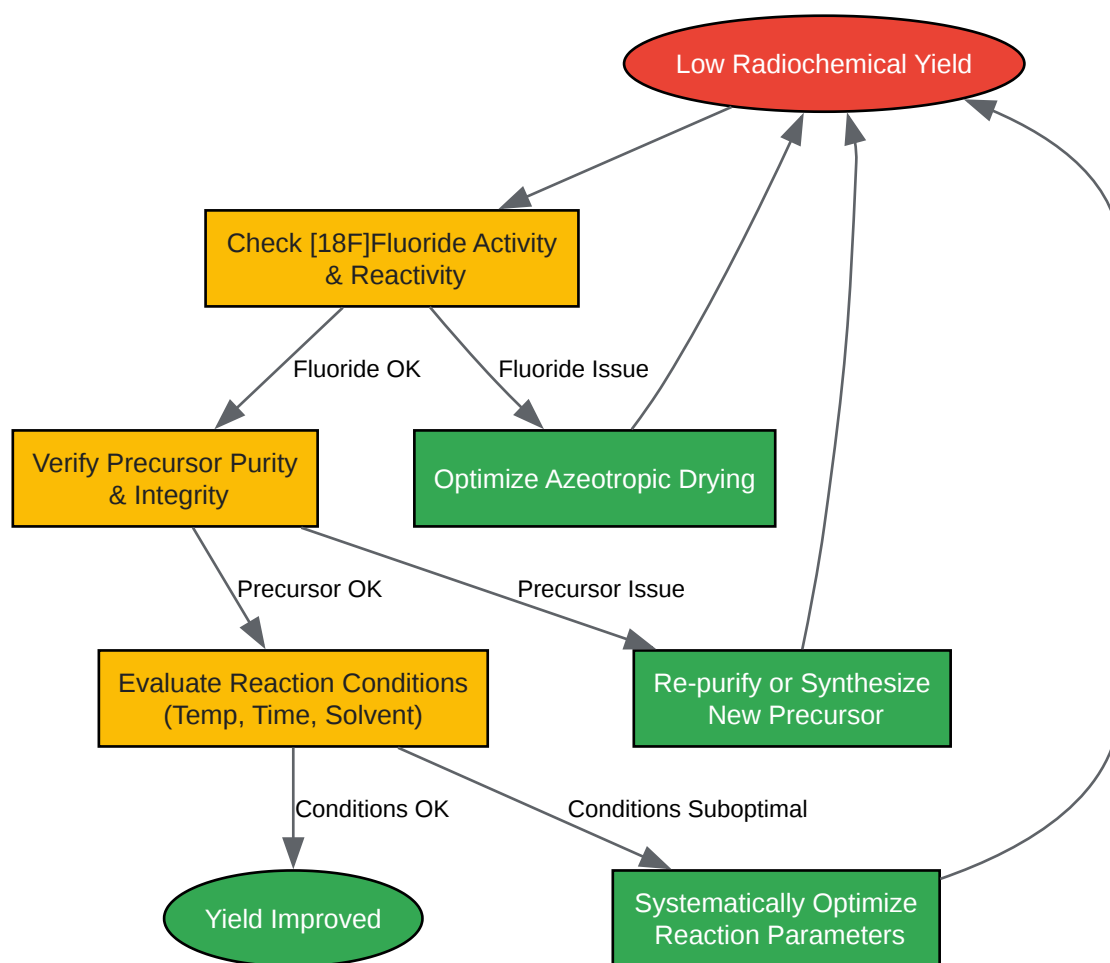 Low Radiochemical Yield
Check [18F]Fluoride Activity
& Reactivity
Fluoride OK
Fluoride Issue
Verify Precursor Purity
& Integrity
Optimize Azeotropic Drying
Precursor OK
Precursor Issue
Evaluate Reaction Conditions
(Temp, Time, Solvent)
Re-purify or Synthesize
New Precursor
Conditions OK
Conditions Suboptimal
Yield Improved
Systematically Optimize
Reaction Parameters